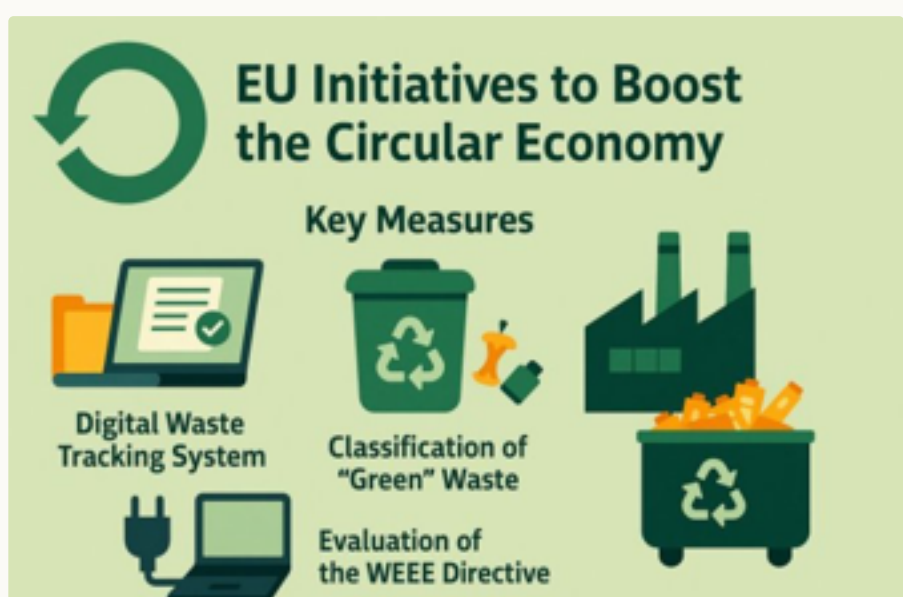 EU Initiatives to Boost
the Circular Economy
Key Measures
Digital Waste
Tracking System
Classification of
“Green” Waste
Evaluation of
the WEEE Directive